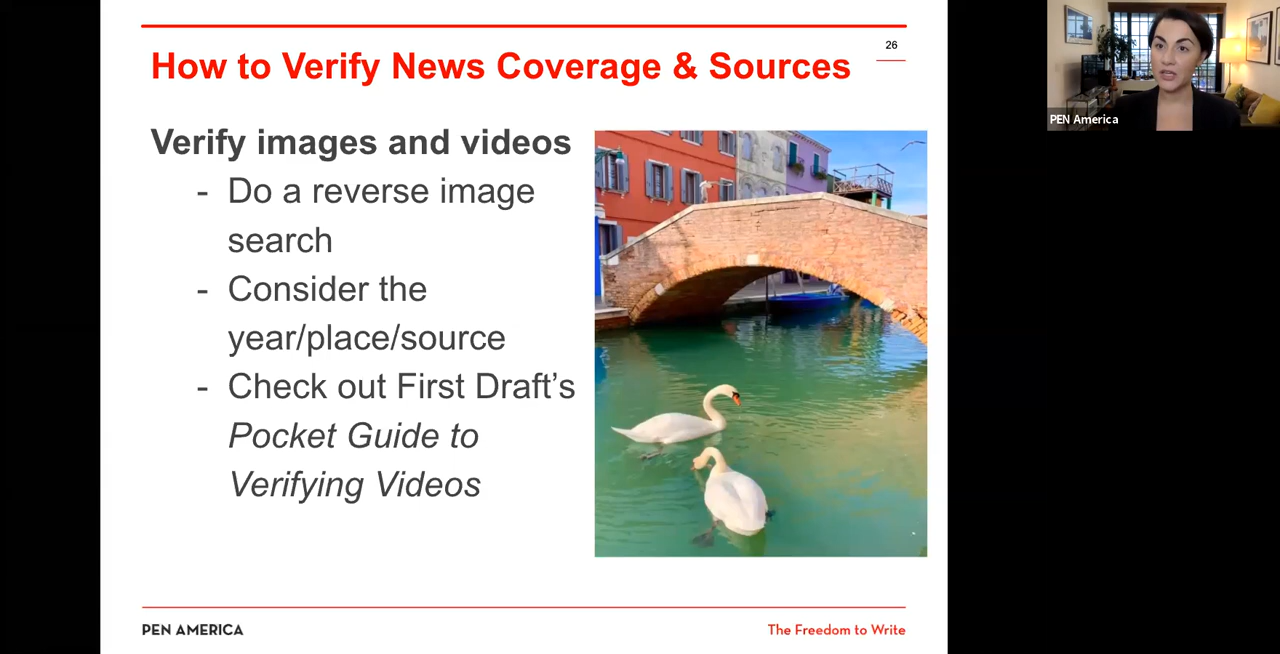 How to Verify News Coverage & Sources
26
Verify images and videos
- Do a reverse image
search
- Consider the
year/place/source
- Check out First Draft’s
Pocket Guide to
Verifying Videos
PEN AMERICA
The Freedom to Write
PEN America